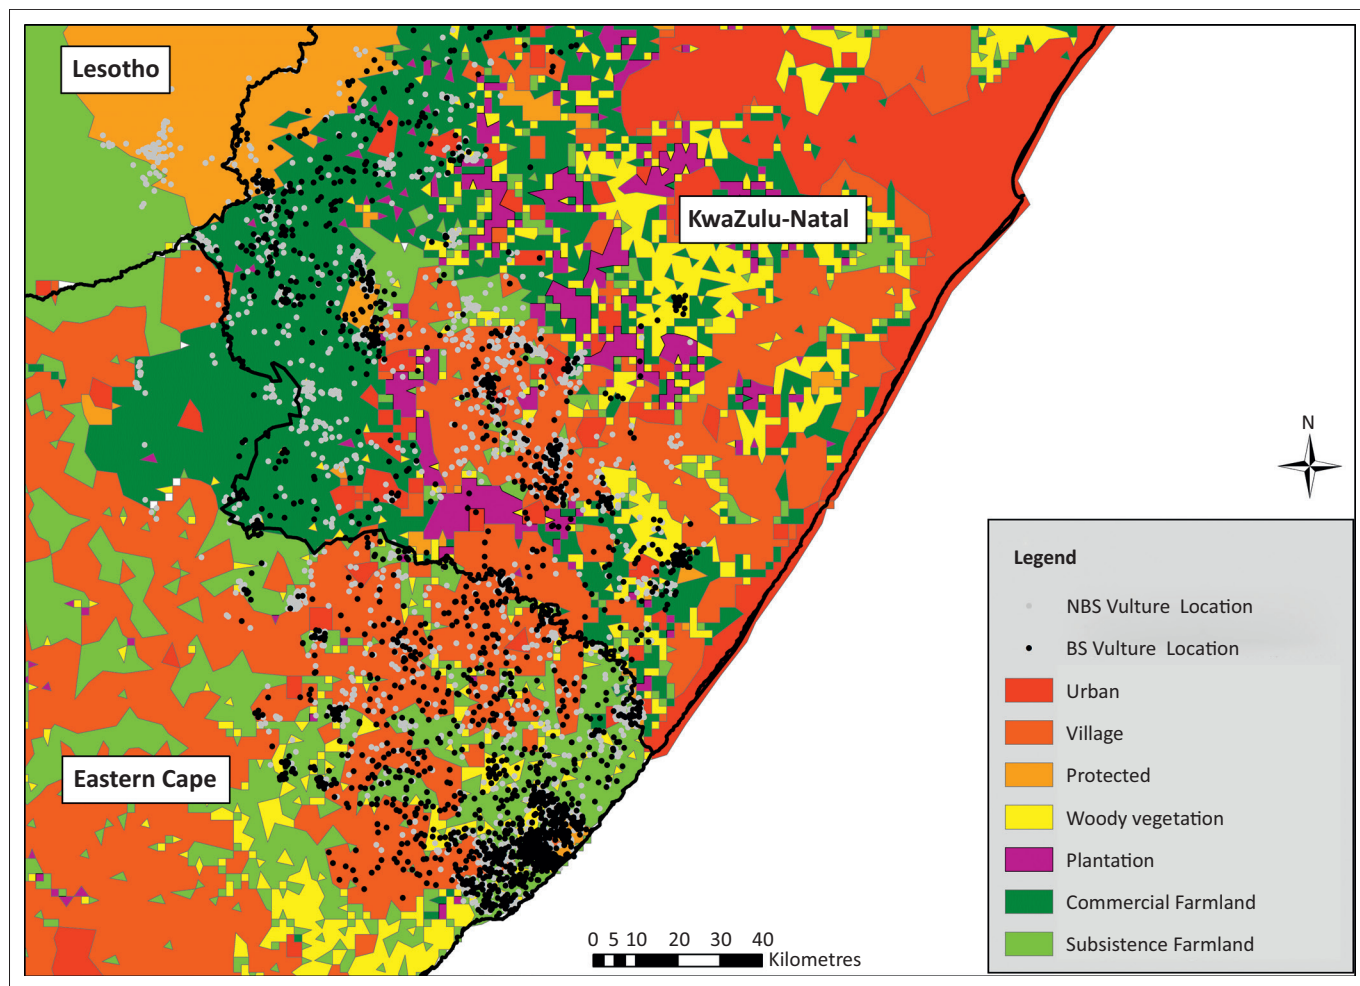 Lesotho
KwaZulu-Natal
Eastern Cape
N
Legend
NBS Vulture Location
BS Vulture Location
Urban
Village
Protected
Woody vegetation
Plantation
Commercial Farmland
Subsistence Farmland
0 5 10 20 30 40
Kilometres